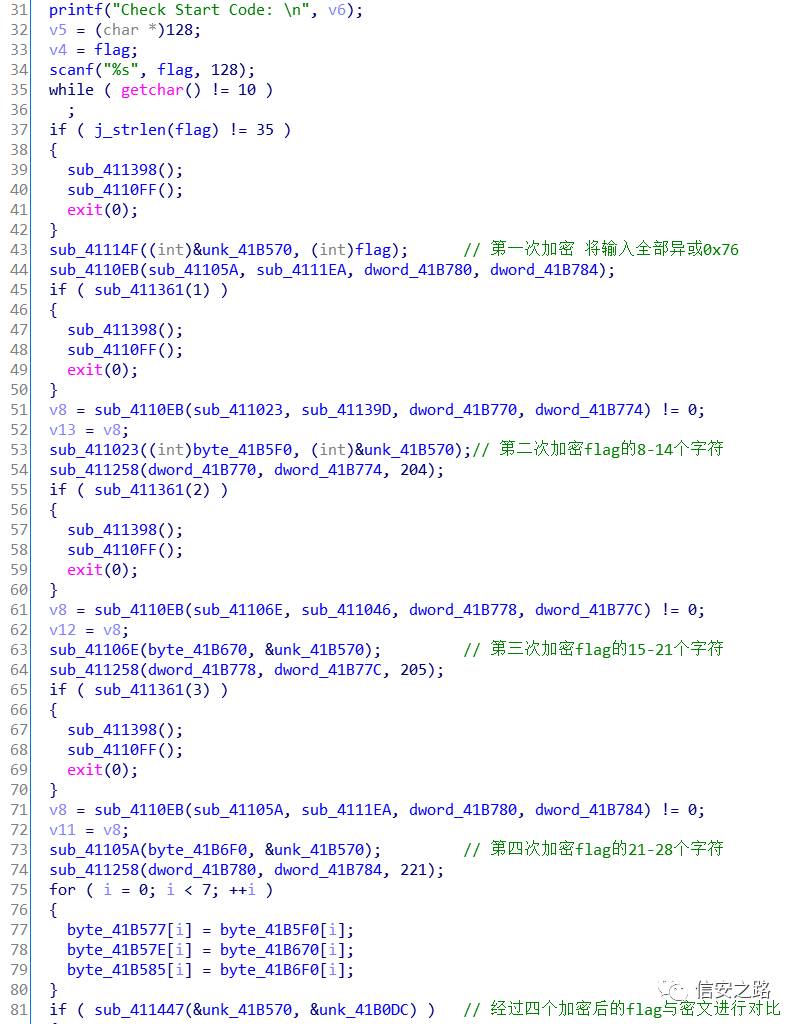 31 printf("Check Start Code: \n", v6);
32 v5 = (char *)128;
33 v4 = flag;
34 scanf("%s", flag, 128);
35 while ( getchar() != 10 )
36 ;
37 if ( j_strlen(flag) != 35 )
38 {
39 sub_411398();
40 sub_4110FF();
41 exit(0);
42 }
43 sub_41114F((int)&unk_41B570, (int)flag); // 第一次加密 将输入全部异或0x76
44 sub_4110EB(sub_41105A, sub_4111EA, dword_41B780, dword_41B784);
45 if ( sub_411361(1) )
46 {
47 sub_411398();
48 sub_4110FF();
49 exit(0);
50 }
51 v8 = sub_4110EB(sub_411023, sub_41139D, dword_41B770, dword_41B774) != 0;
52 v13 = v8;
53 sub_411023((int)byte_41B5F0, (int)&unk_41B570);// 第二次加密flag的8-14个字符
54 sub_411258(dword_41B770, dword_41B774, 204);
55 if ( sub_411361(2) )
56 {
57 sub_411398();
58 sub_4110FF();
59 exit(0);
60 }
61 v8 = sub_4110EB(sub_41106E, sub_411046, dword_41B778, dword_41B77C) != 0;
62 v12 = v8;
63 sub_41106E(byte_41B670, &unk_41B570); // 第三次加密flag的15-21个字符
64 sub_411258(dword_41B778, dword_41B77C, 205);
65 if ( sub_411361(3) )
66 {
67 sub_411398();
68 sub_4110FF();
69 exit(0);
70 }
71 v8 = sub_4110EB(sub_41105A, sub_4111EA, dword_41B780, dword_41B784) != 0;
72 v11 = v8;
73 sub_41105A(byte_41B6F0, &unk_41B570); // 第四次加密flag的21-28个字符
74 sub_411258(dword_41B780, dword_41B784, 221);
75 for ( i = 0; i < 7; ++i )
76 {
77 byte_41B577[i] = byte_41B5F0[i];
78 byte_41B57E[i] = byte_41B670[i];
79 byte_41B585[i] = byte_41B6F0[i];
80 }
81 if ( sub_411447(&unk_41B570, &unk_41B0DC) ) // 经过四个加密后的flag与密文进行对比
信安之路